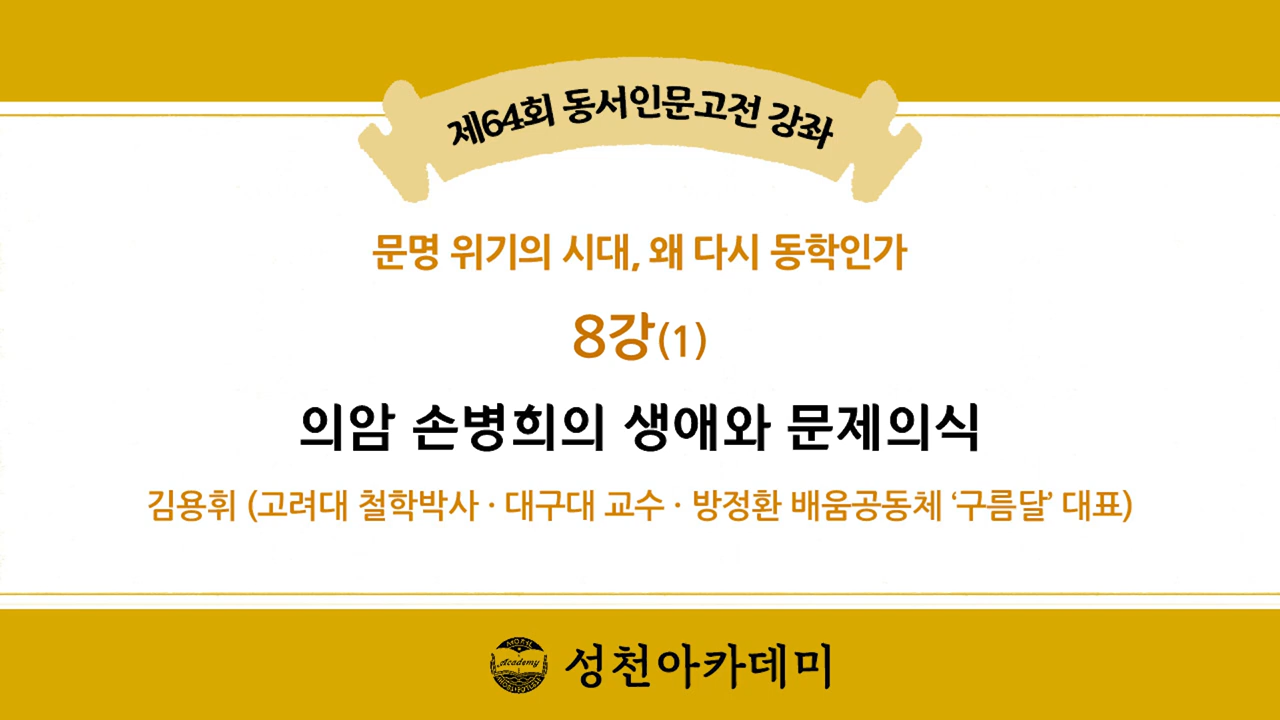 제64회 동서인문고전 강좌
문명 위기의 시대, 왜 다시 동학인가
8강(1)
의암 손병희의 생애와 문제의식
김용휘 (고려대 철학박사 · 대구대 교수 · 방정환 배움공동체 ‘구름달’ 대표)
Academy
성천아카데미